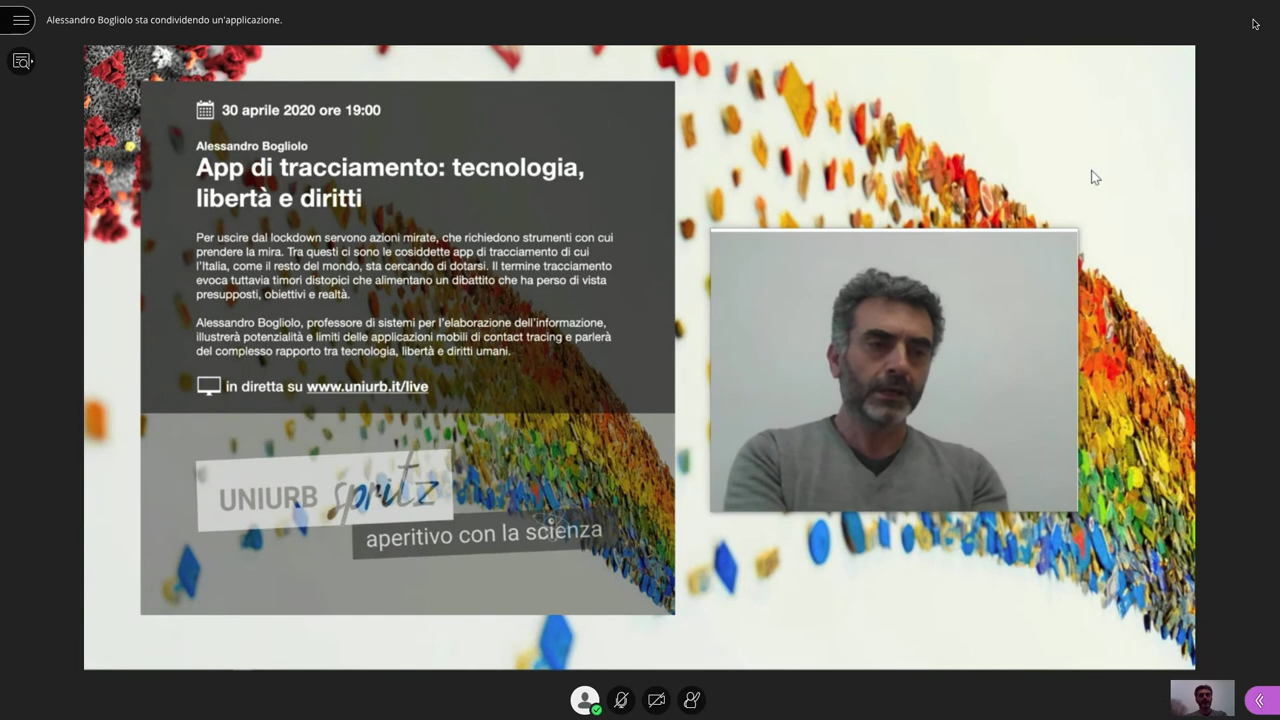 Alessandro Bogliolo sta condividendo un'applicazione.
30 aprile 2020 ore 19:00
Alessandro Bogliolo
App di tracciamento: tecnologia,
libertà e diritti
Per uscire dal lockdown servono azioni mirate, che richiedono strumenti con cui
prendere la mira. Tra questi ci sono le cosiddette app di tracciamento di cui
l'Italia, come il resto del mondo, sta cercando di dotarsi. Il termine tracciamento
evoca tuttavia timori distopici che alimentano un dibattito che ha perso di vista
presupposti, obiettivi e realtà.
Alessandro Bogliolo, professore di sistemi per l'elaborazione dell'informazione,
illustrerà potenzialità e limiti delle applicazioni mobili di contact tracing e parlerà
del complesso rapporto tra tecnologia, libertà e diritti umani.
in diretta su www.uniurb.it/live
UNIURB spritz
aperitivo con la scienza